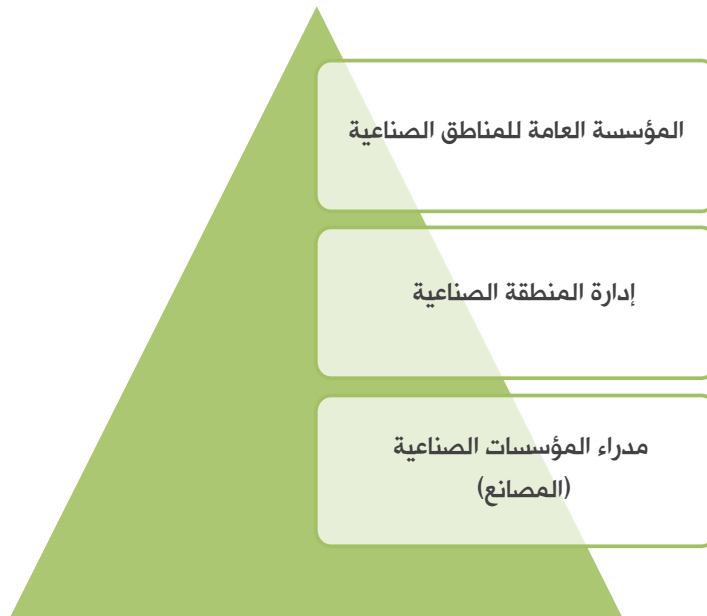 المؤسسة العامة للمناطق الصناعية
إدارة المنطقة الصناعية
مدراء المؤسسات الصناعية
(المصانع)